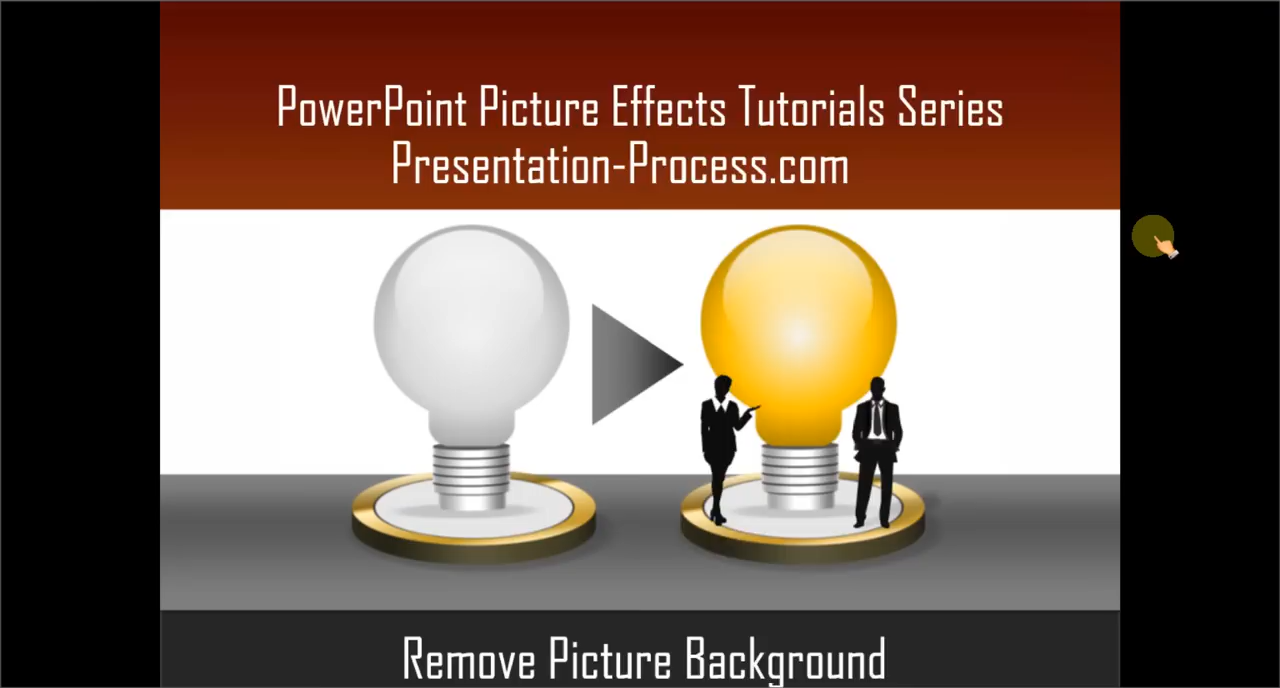 PowerPoint Picture Effects Tutorials Series
Presentation-Process.com
Remove Picture Background